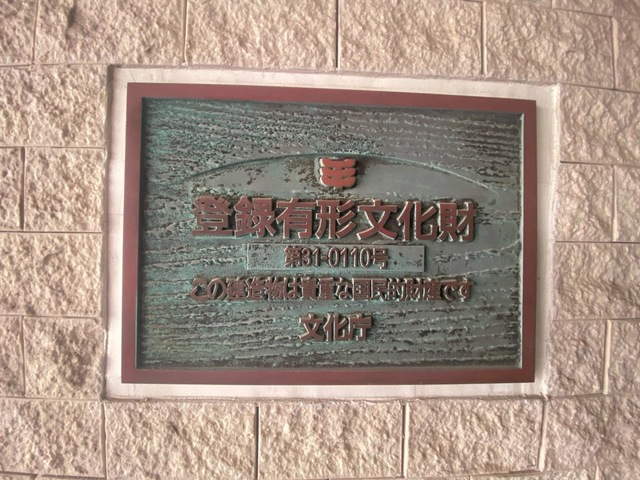 登録有形文化財
第31-0110号
この建造物は貴重な国民的財産です
文化庁